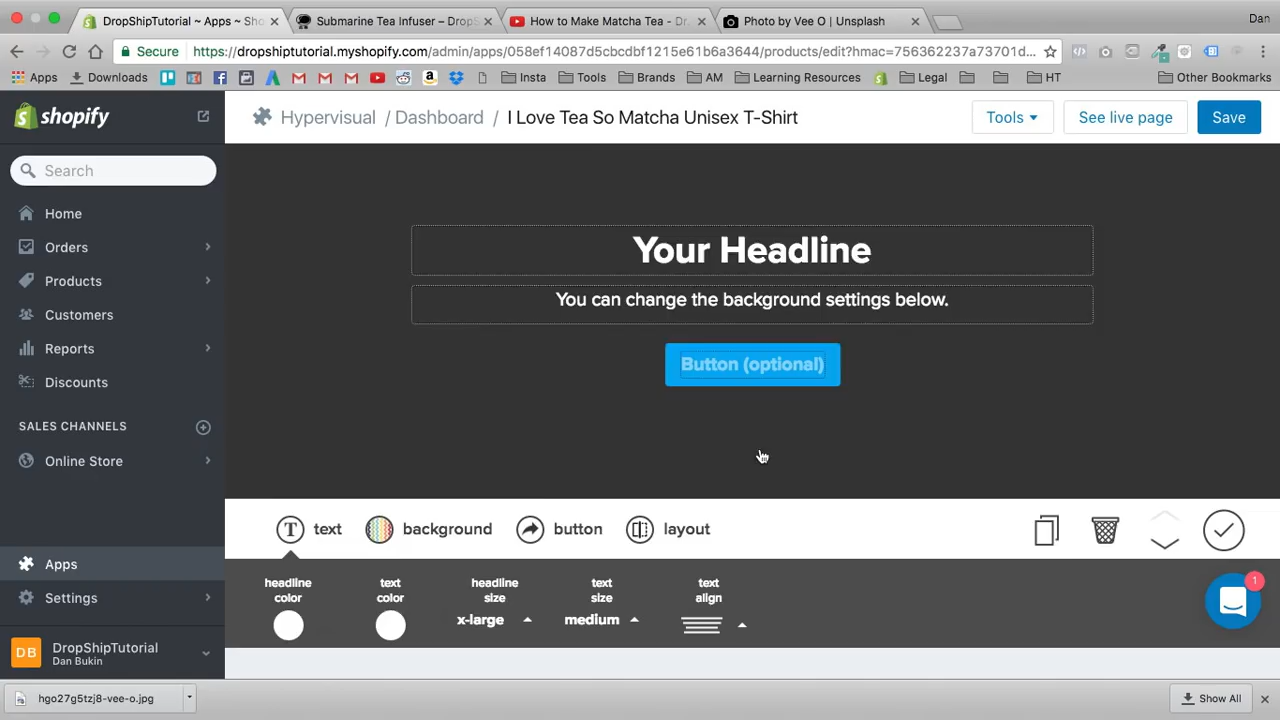 DropShipTutorial ~ Apps ~ Sh
Submarine Tea Infuser – DropS
How to Make Matcha Tea - Dr
Photo by Vee O | Unsplash
Dan
Secure
https://dropshiptutorial.myshopify.com/admin/apps/058ef14087d5cbcdbf1215e61b6a3644/products/edit?hmac=756362237a73701d...
Apps
Downloads
Insta
Tools
Brands
Learning Resources
Legal
HT
Other Bookmarks
shopify
Hypervisual / Dashboard / I Love Tea So Matcha Unisex T-Shirt
Tools
See live page
Save
Search
Home
Orders
Products
Customers
Reports
Discounts
SALES CHANNELS
Online Store
Apps
Settings
DB
DropShipTutorial
Dan Bukin
Your Headline
You can change the background settings below.
Button (optional)
T text
background
button
layout
headline color
text color
headline size
x-large
text size
medium
text align
1
hgo27g5tzj8-vee-o.jpg
Show All